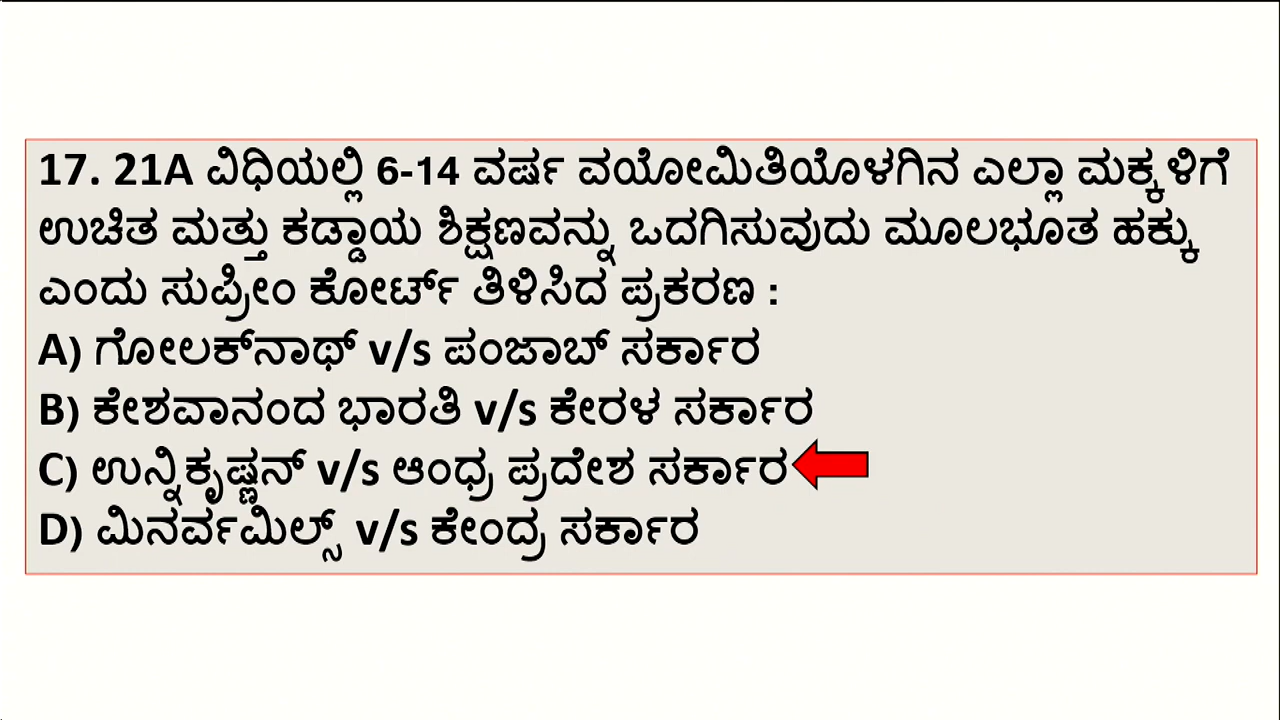 17. 21A ವಿಧಿಯಲ್ಲಿ 6-14 ವರ್ಷ ವಯೋಮಿತಿಯೊಳಗಿನ ಎಲ್ಲಾ ಮಕ್ಕಳಿಗೆ
ಉಚಿತ ಮತ್ತು ಕಡ್ಡಾಯ ಶಿಕ್ಷಣವನ್ನು ಒದಗಿಸುವುದು ಮೂಲಭೂತ ಹಕ್ಕು
ಎಂದು ಸುಪ್ರೀಂ ಕೋರ್ಟ್ ತಿಳಿಸಿದ ಪ್ರಕರಣ :
A) ಗೋಲಕ್‌ನಾಥ್ v/s ಪಂಜಾಬ್ ಸರ್ಕಾರ
B) ಕೇಶವಾನಂದ ಭಾರತಿ v/s ಕೇರಳ ಸರ್ಕಾರ
C) ಉನ್ನಿಕೃಷ್ಣನ್ v/s ಆಂಧ್ರ ಪ್ರದೇಶ ಸರ್ಕಾರ
D) ಮಿನರ್ವಮಿಲ್ಸ್ v/s ಕೇಂದ್ರ ಸರ್ಕಾರ